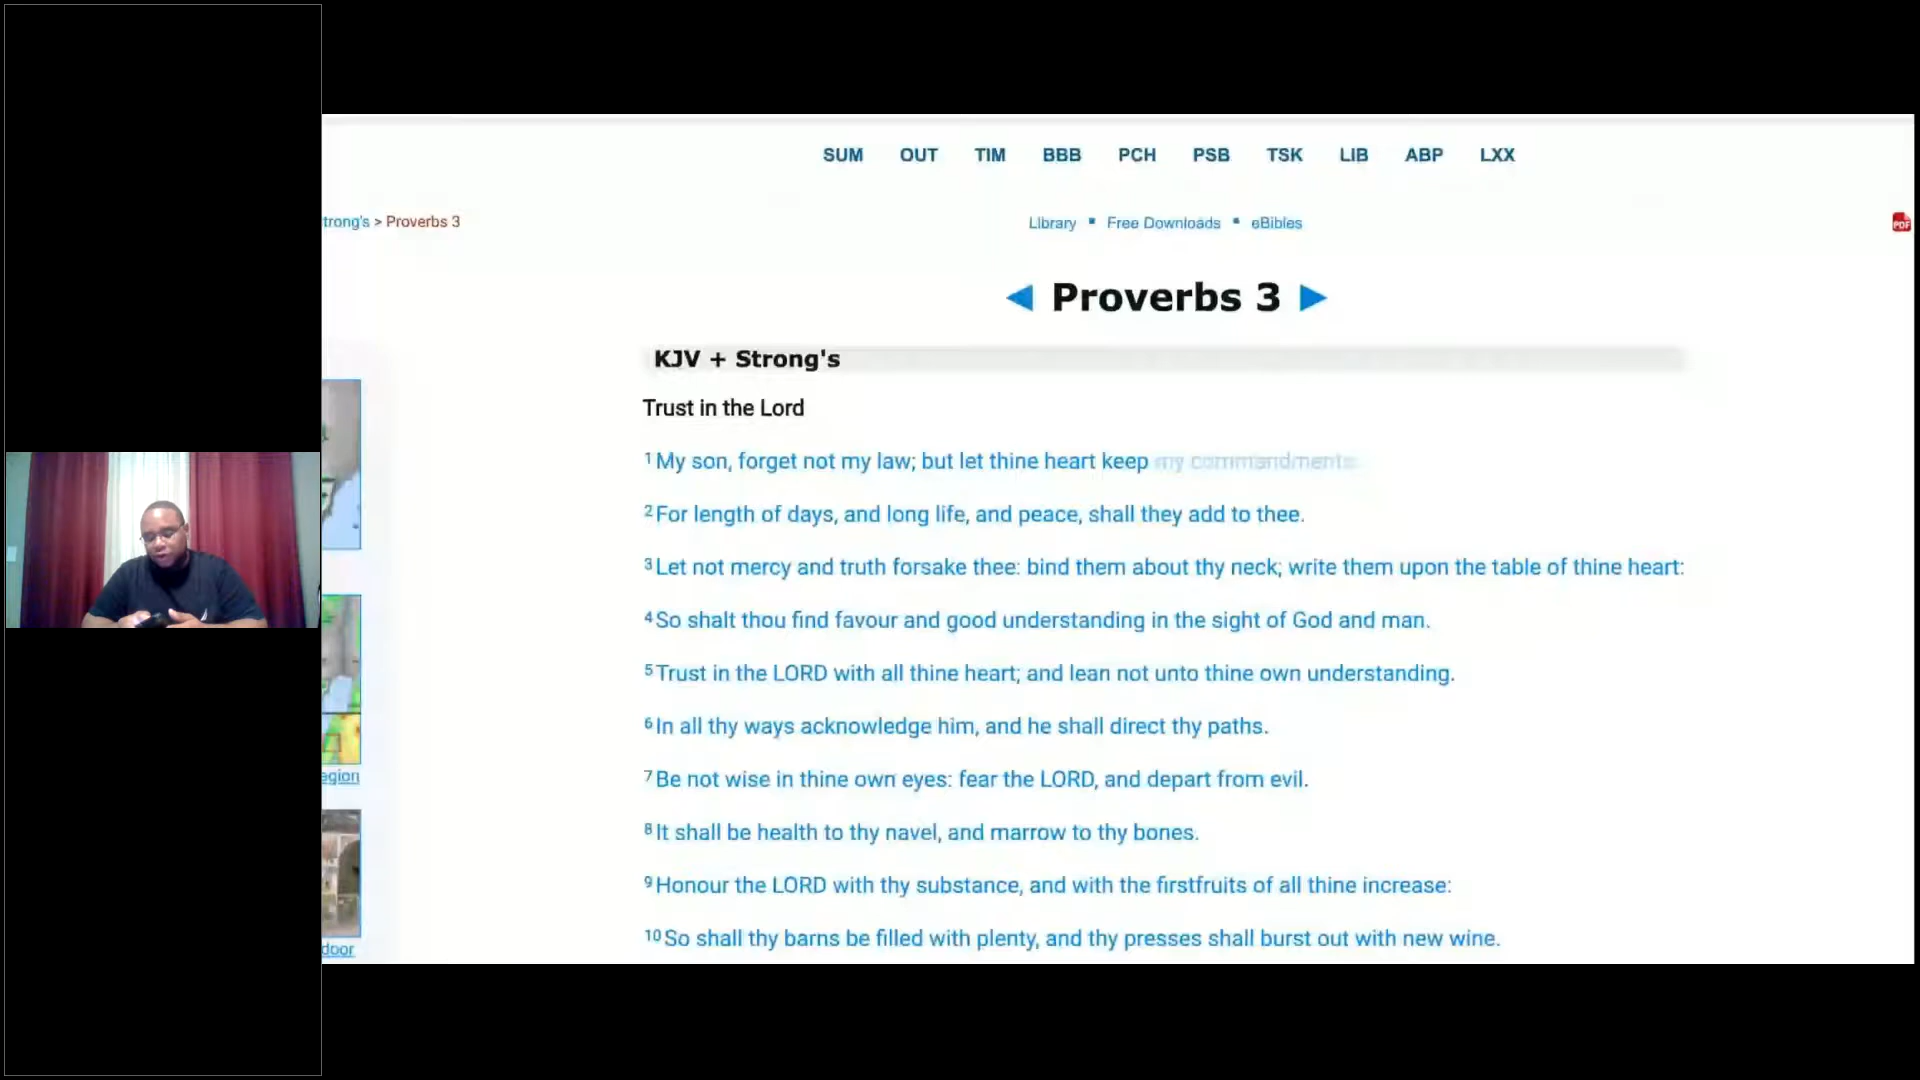 SUM OUT TIM BBB PCH PSB TSK LIB ABP LXX
trong's > Proverbs 3
Library ▪ Free Downloads ▪ eBibles
PDF
◀ Proverbs 3 ▶
KJV + Strong's
Trust in the Lord
1 My son, forget not my law; but let thine heart keep my commandments:
2 For length of days, and long life, and peace, shall they add to thee.
3 Let not mercy and truth forsake thee: bind them about thy neck; write them upon the table of thine heart:
4 So shalt thou find favour and good understanding in the sight of God and man.
5 Trust in the LORD with all thine heart; and lean not unto thine own understanding.
6 In all thy ways acknowledge him, and he shall direct thy paths.
7 Be not wise in thine own eyes: fear the LORD, and depart from evil.
egion
8 It shall be health to thy navel, and marrow to thy bones.
9 Honour the LORD with thy substance, and with the firstfruits of all thine increase:
10 So shall thy barns be filled with plenty, and thy presses shall burst out with new wine.
door